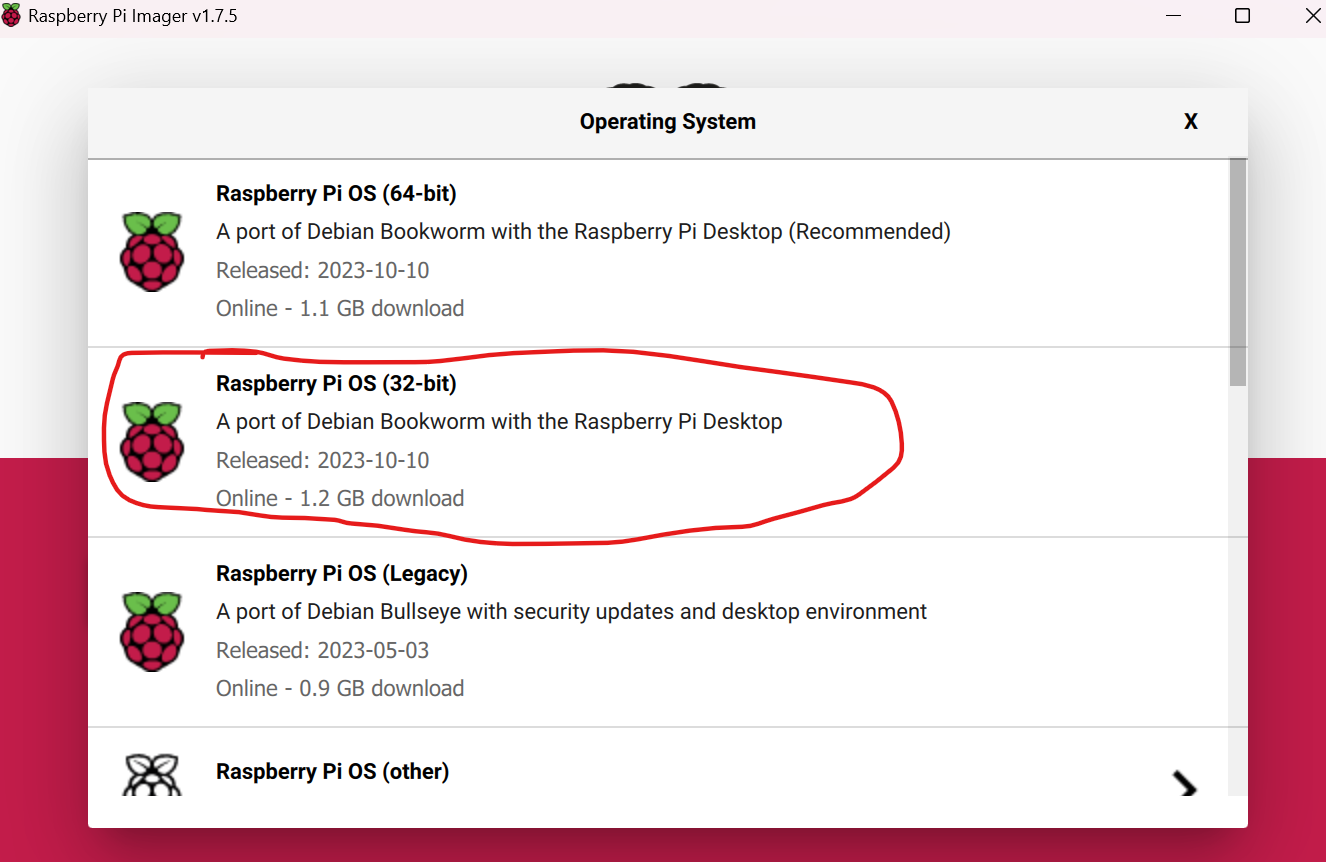 Raspberry Pi Imager v1.7.5
Operating System
X
Raspberry Pi OS (64-bit)
A port of Debian Bookworm with the Raspberry Pi Desktop (Recommended)
Released: 2023-10-10
Online - 1.1 GB download
Raspberry Pi OS (32-bit)
A port of Debian Bookworm with the Raspberry Pi Desktop
Released: 2023-10-10
Online - 1.2 GB download
Raspberry Pi OS (Legacy)
A port of Debian Bullseye with security updates and desktop environment
Released: 2023-05-03
Online - 0.9 GB download
Raspberry Pi OS (other)